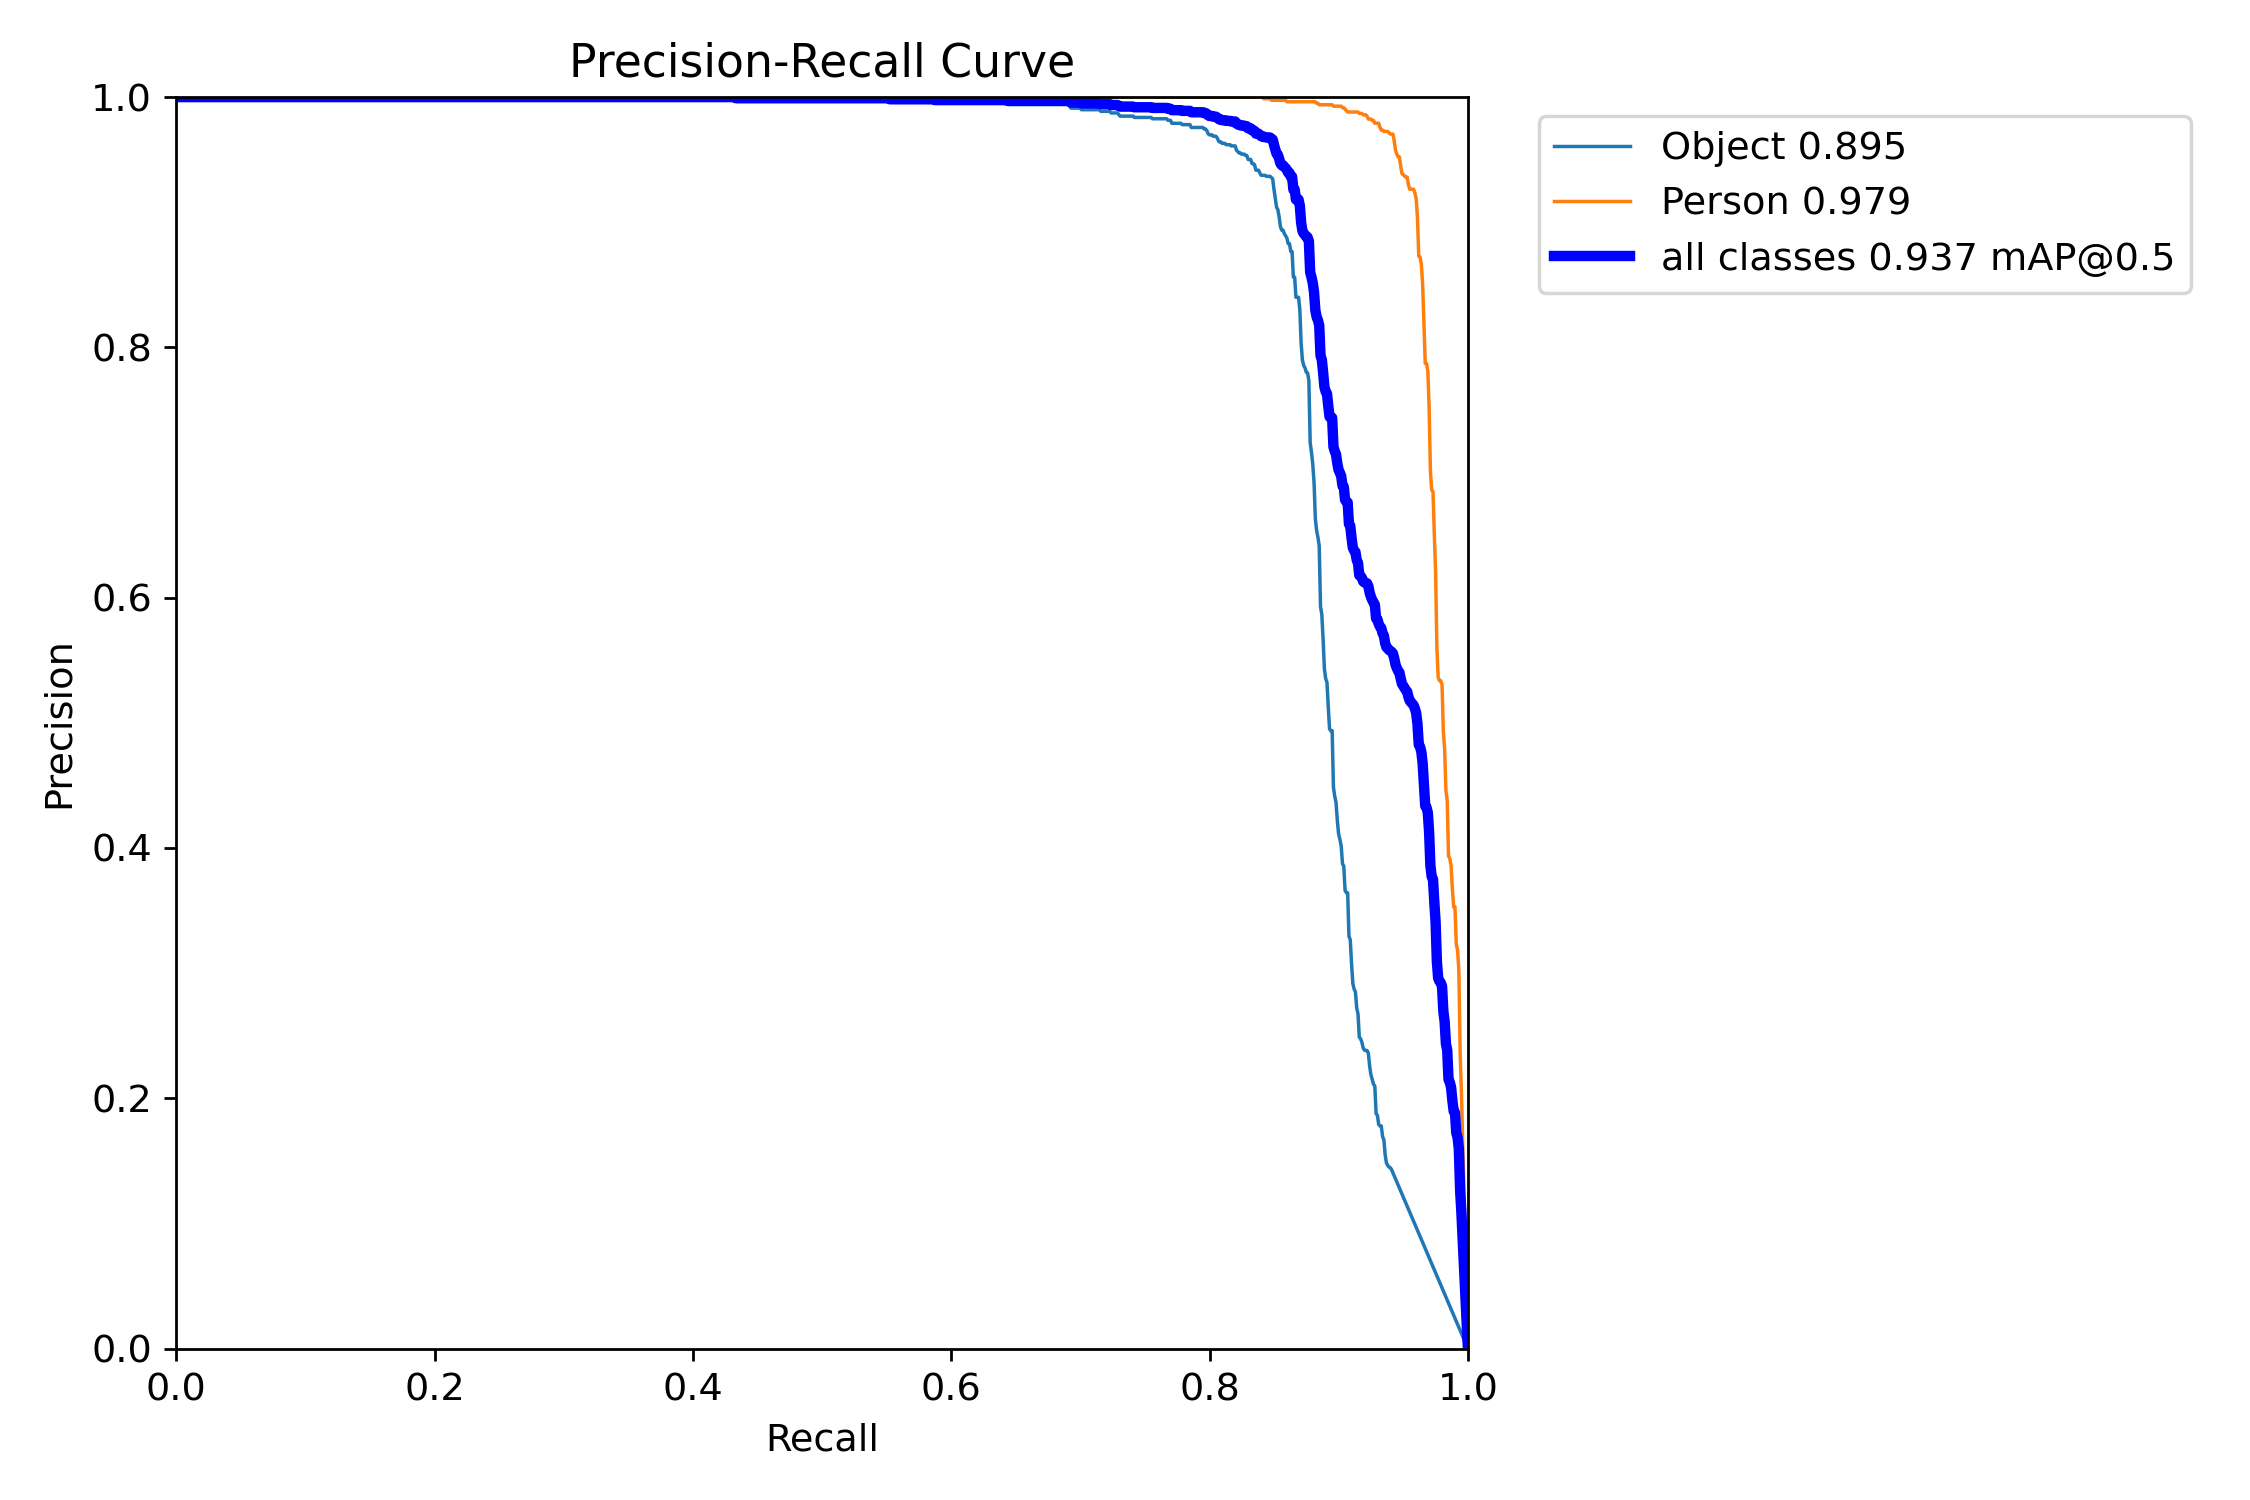 Precision-Recall Curve
1.0
0.8
0.6
0.4
0.2
0.0
Precision
0.0 0.2 0.4 0.6 0.8 1.0
Recall
Object 0.895
Person 0.979
all classes 0.937 mAP@0.5